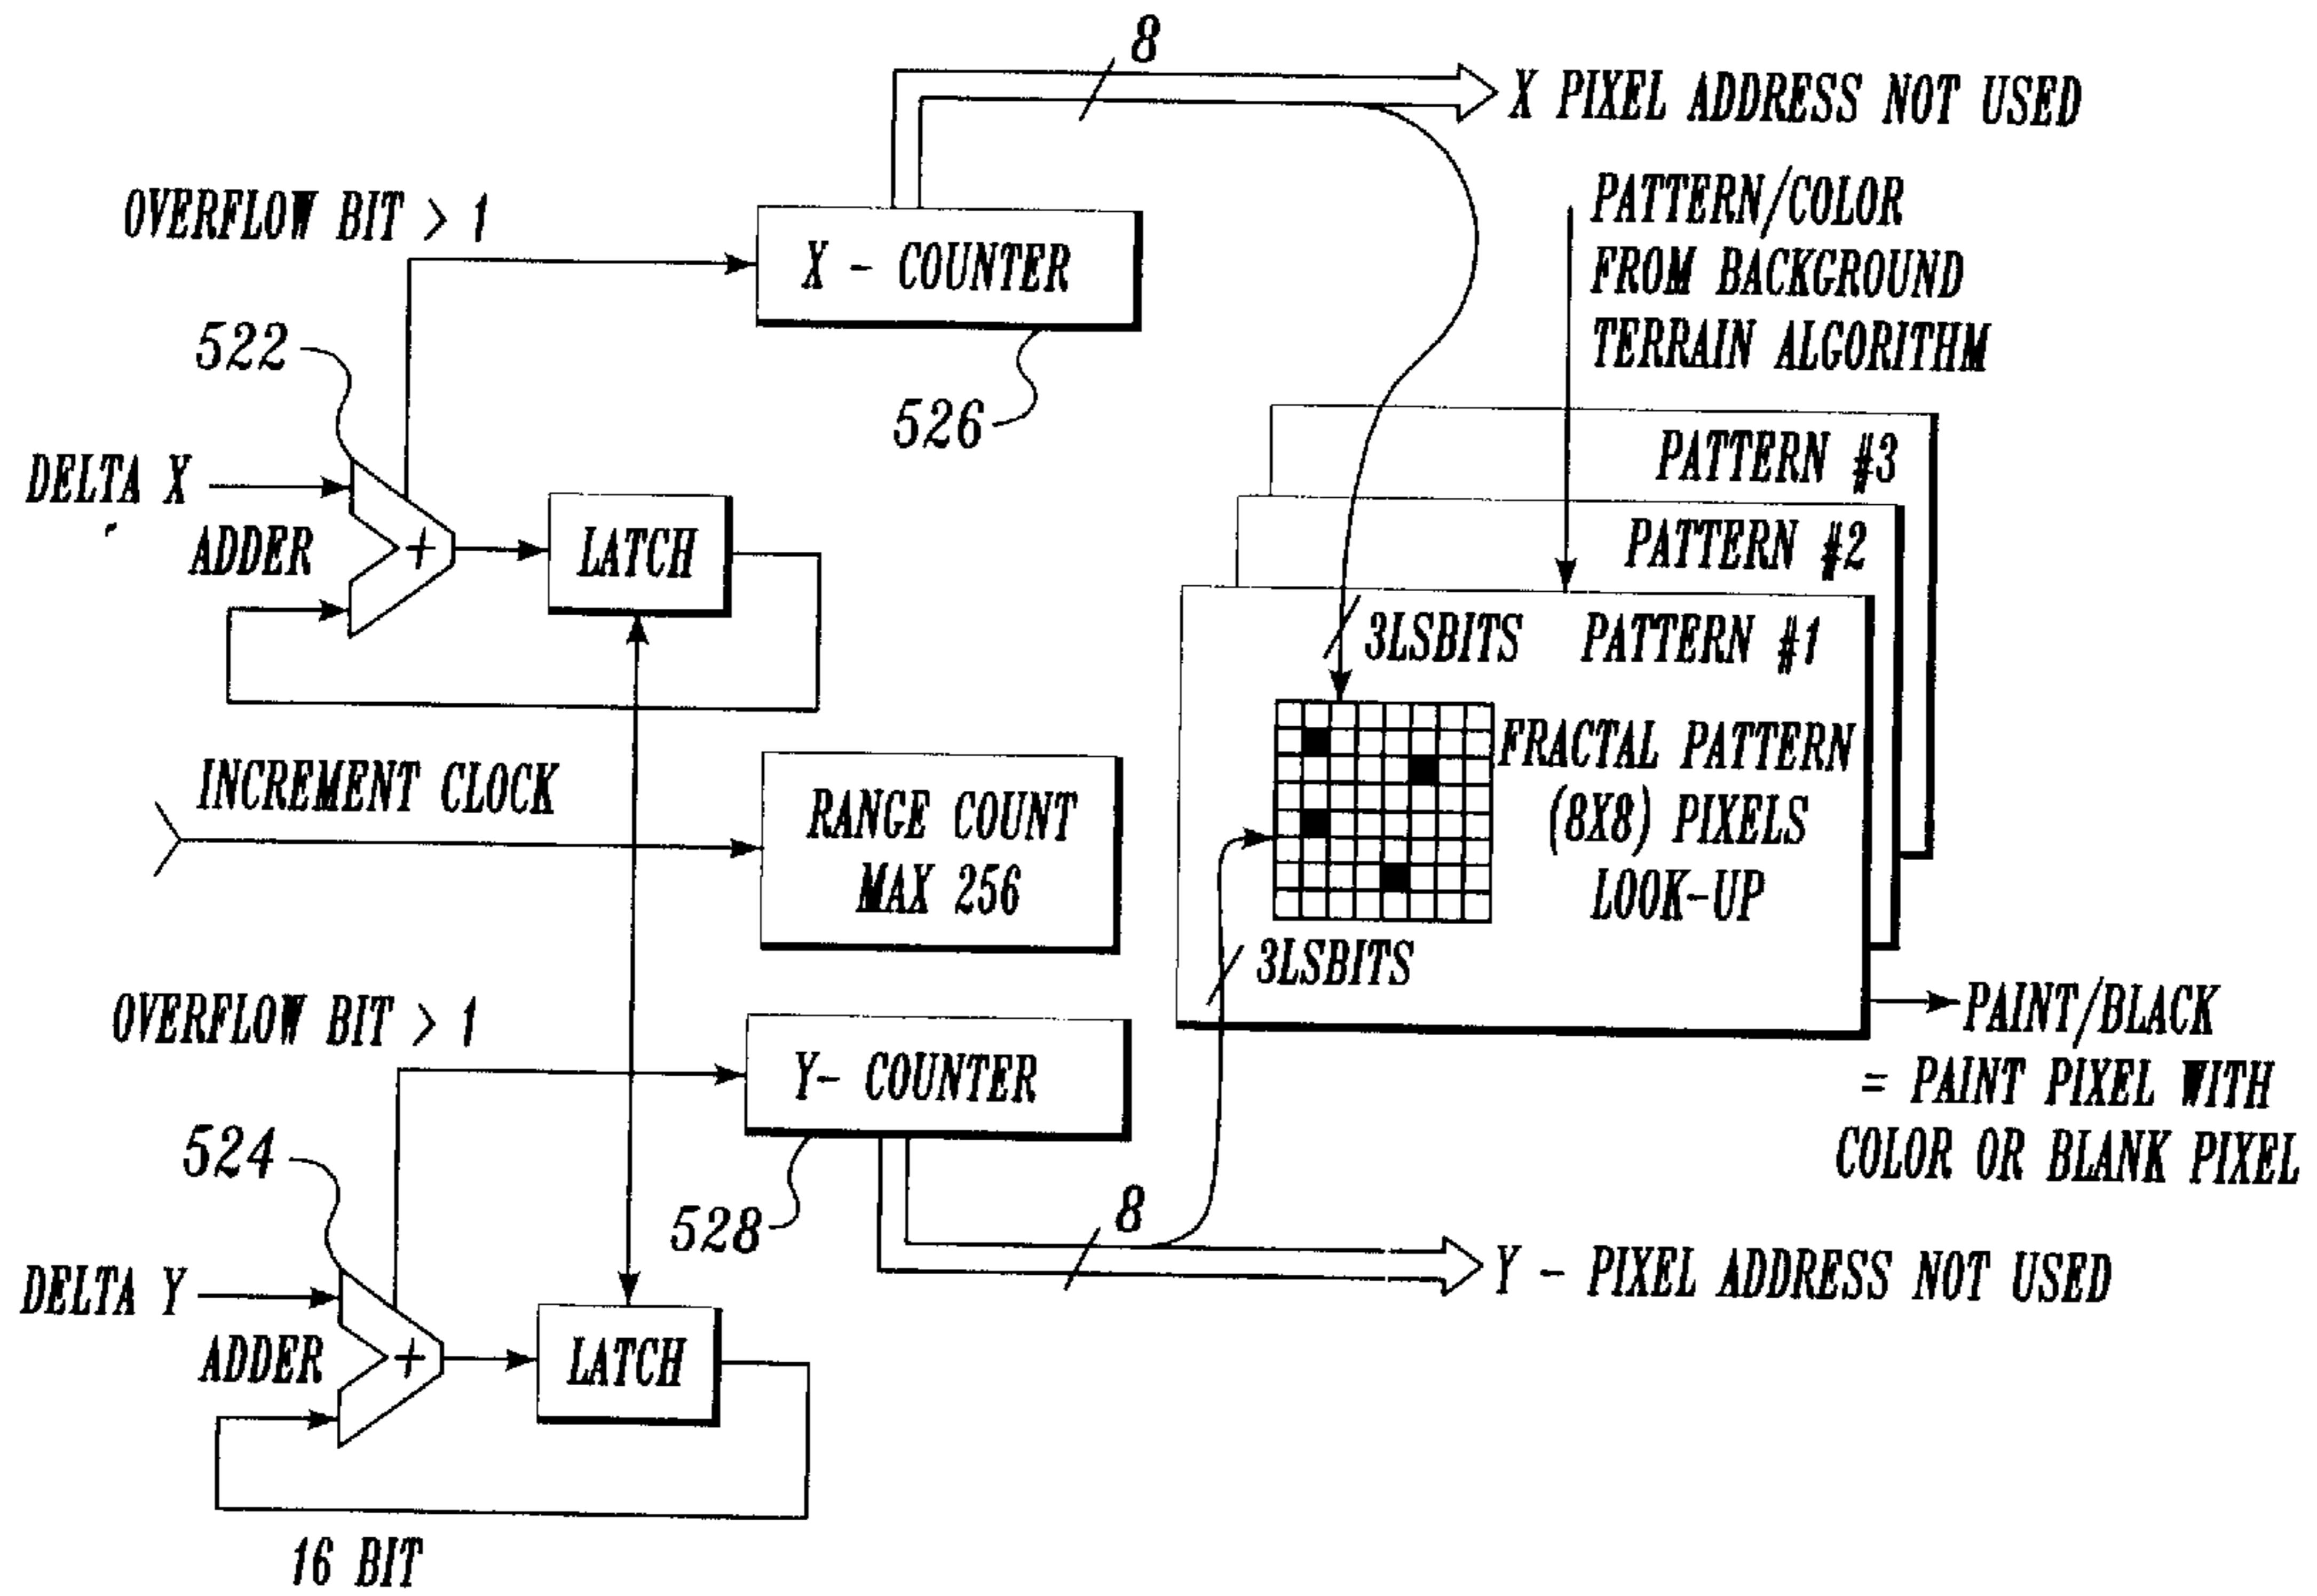 8
X PIXEL ADDRESS NOT USED
OVERFLOW BIT > 1
X - COUNTER
PATTERN/COLOR
FROM BACKGROUND
TERRAIN ALGORITHM
522
526
DELTA X
ADDER
+
LATCH
PATTERN #3
PATTERN #2
3LSBITS
PATTERN #1
INCREMENT CLOCK
RANGE COUNT
MAX 256
FRACTAL PATTERN
(8X8) PIXELS
LOOK-UP
3LSBITS
OVERFLOW BIT > 1
Y- COUNTER
PAINT/BLACK
= PAINT PIXEL WITH
COLOR OR BLANK PIXEL
524
528
8
DELTA Y
ADDER
+
LATCH
Y - PIXEL ADDRESS NOT USED
16 BIT